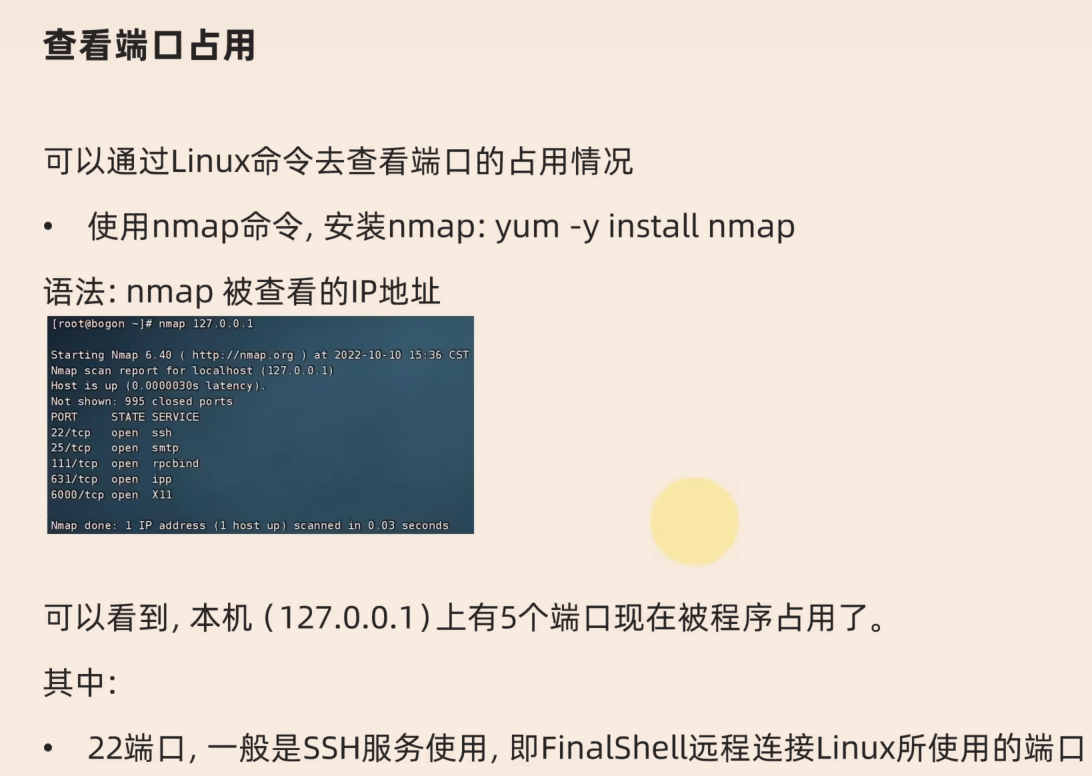 查看端口占用
可以通过Linux命令去查看端口的占用情况
• 使用nmap命令, 安装nmap: yum -y install nmap
语法: nmap 被查看的IP地址
[root@bogon ~]# nmap 127.0.0.1
Starting Nmap 6.40 ( http://nmap.org ) at 2022-10-10 15:36 CST
Nmap scan report for localhost (127.0.0.1)
Host is up (0.0000030s latency).
Not shown: 995 closed ports
PORT     STATE SERVICE
22/tcp   open  ssh
25/tcp   open  smtp
111/tcp  open  rpcbind
631/tcp  open  ipp
6000/tcp open  X11
Nmap done: 1 IP address (1 host up) scanned in 0.03 seconds
可以看到, 本机 (127.0.0.1)上有5个端口现在被程序占用了。
其中:
• 22端口, 一般是SSH服务使用, 即FinalShell远程连接Linux所使用的端口